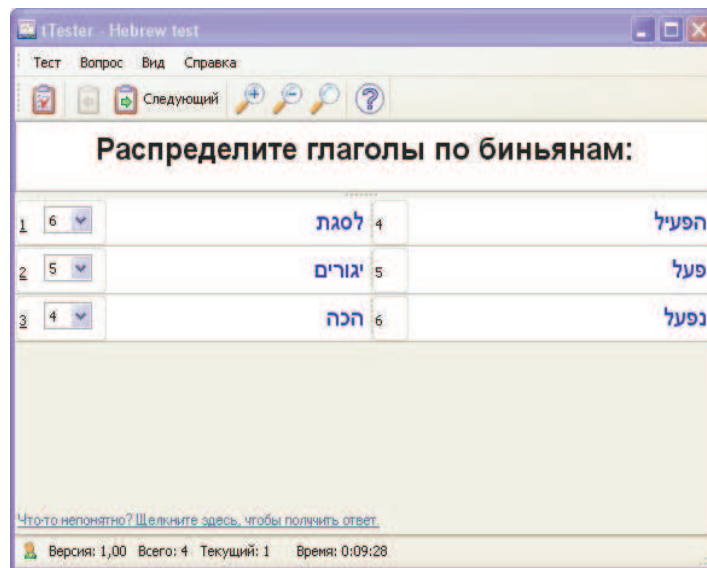 tTester - Hebrew test
Тест Вопрос Вид Справка
Следующий
Распределите глаголы по биньянам:
1 6 לסגת 4 הפעיל
2 5 יגורים 5 פעל
3 4 הכה 6 נפעל
Что-то непонятно? Щелкните здесь, чтобы получить ответ.
Версия: 1,00 Всего: 4 Текущий: 1 Время: 0:09:28